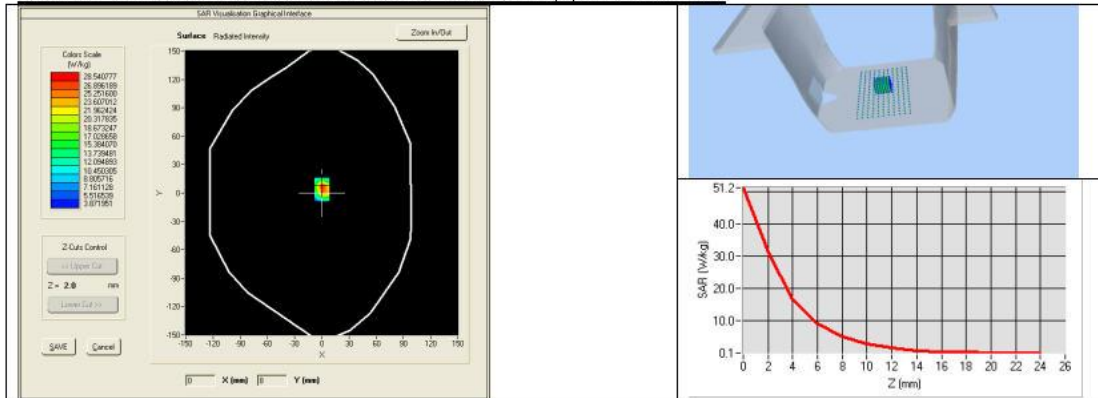 SAR Visualisation Graphical Interface
Surface Radiated Intensity
Zoom In/Out
Colors Scale
(W/kg)
28.540777
26.896189
25.251600
23.607012
21.962424
20.317835
18.673247
17.028658
15.384070
13.739481
12.094893
10.450305
8.805716
7.161128
5.516539
3.871951
Z-Cuts Control
<< Upper Cut
Z = 2.0 mm
Lower Cut >>
SAVE Cancel
150
120
90
60
30
0
-30
-60
-90
-120
-150
Y
-150 -120 -90 -60 -30 0 30 60 90 120 150
X
0 X (mm) 8 Y (mm)
51.2
40.0
30.0
20.0
10.0
0.1
SAR (W/kg)
0 2 4 6 8 10 12 14 16 18 20 22 24 26
Z (mm)